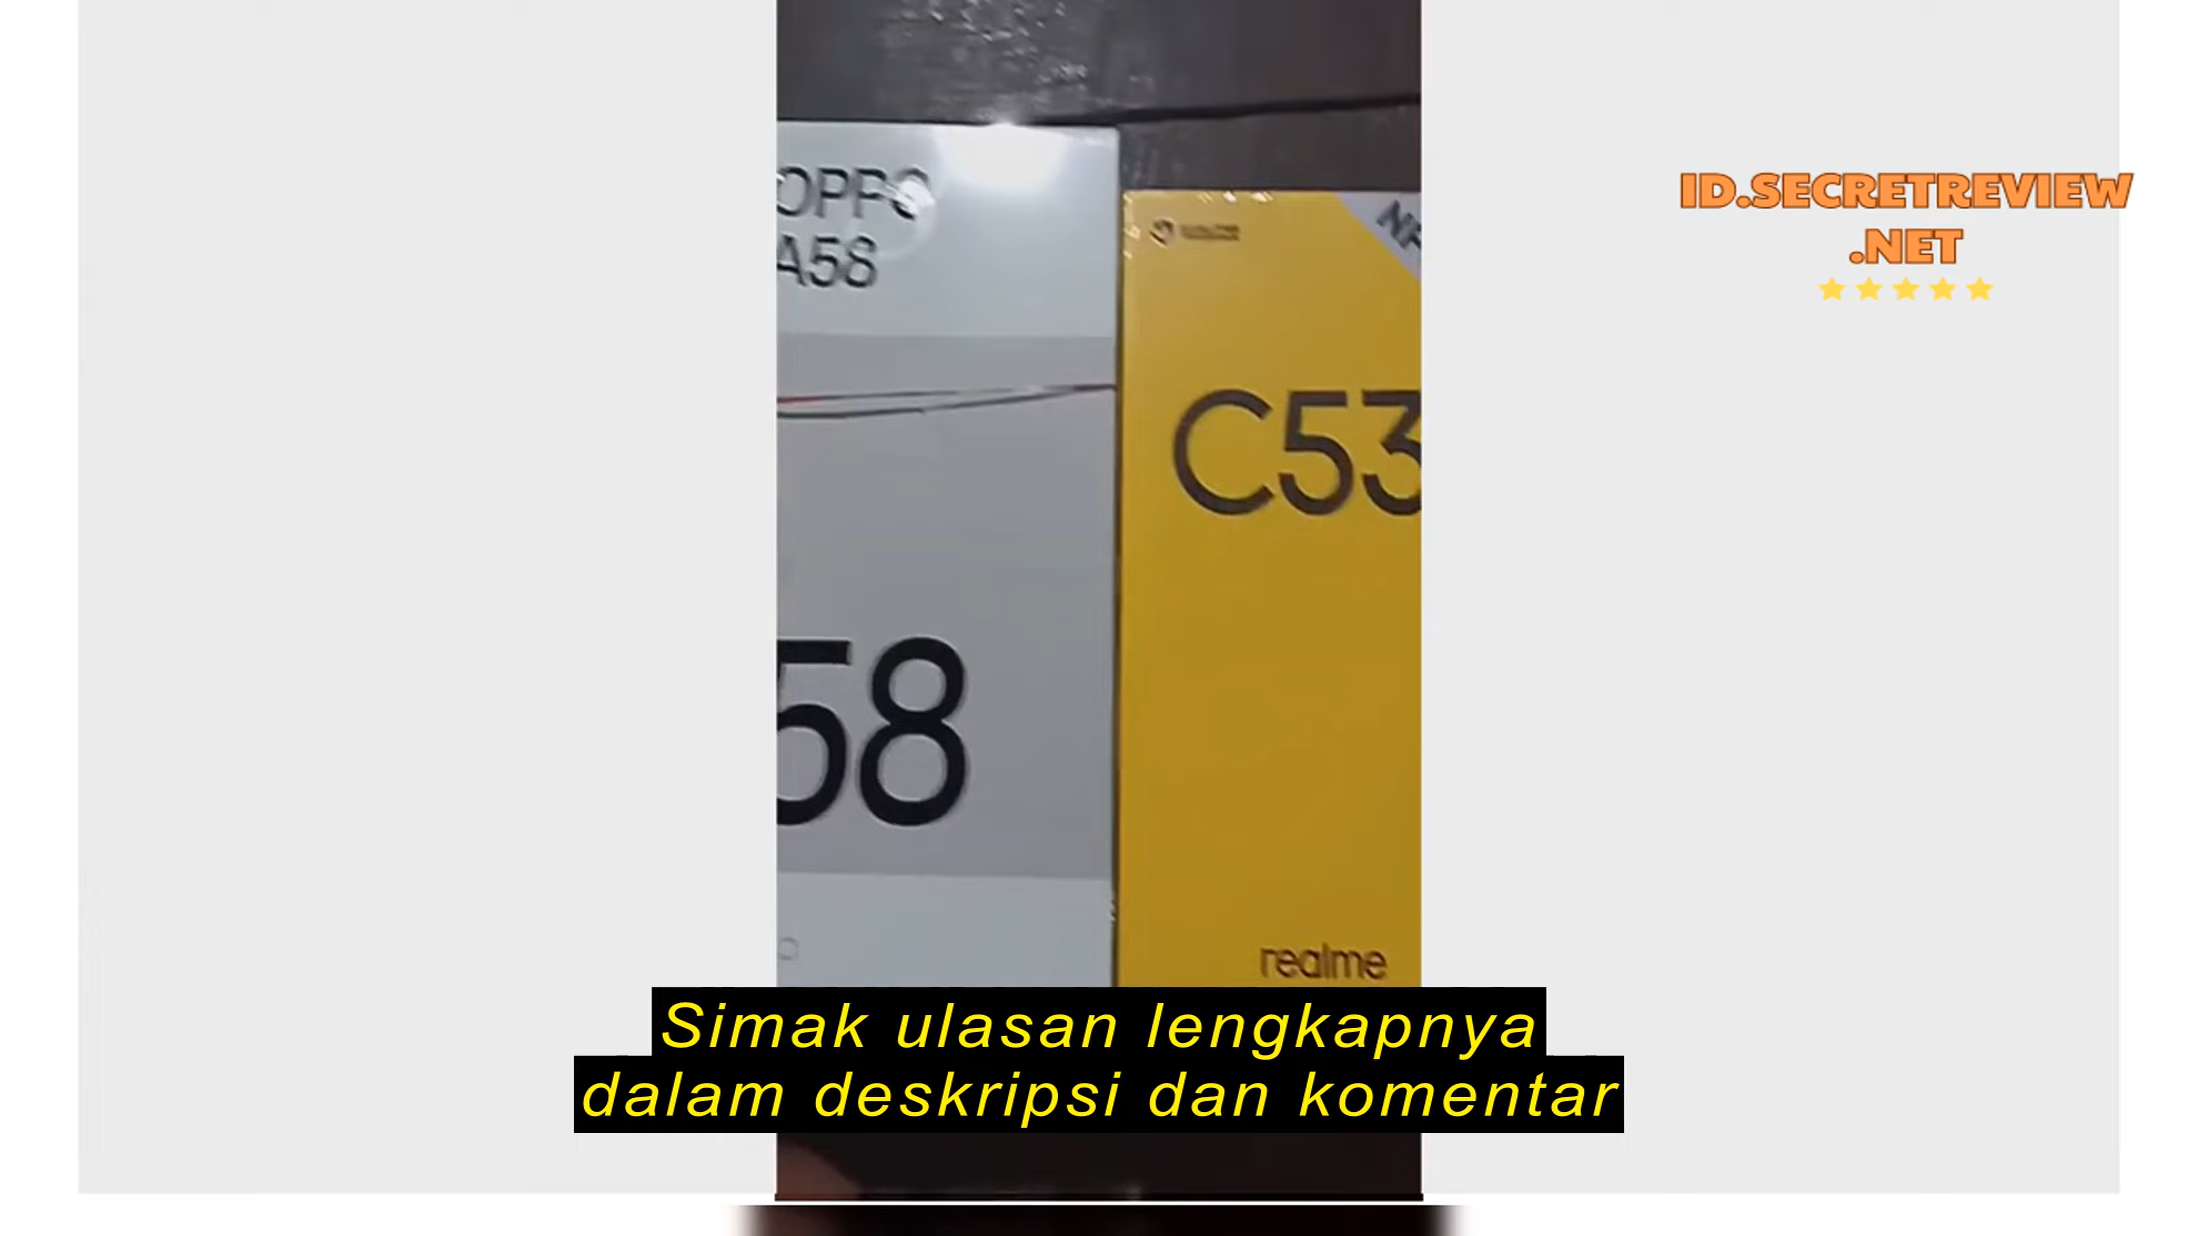 OPPO
A58
58
C53
realme
ID.SECRETREVIEW
.NET
Simak ulasan lengkapnya
dalam deskripsi dan komentar